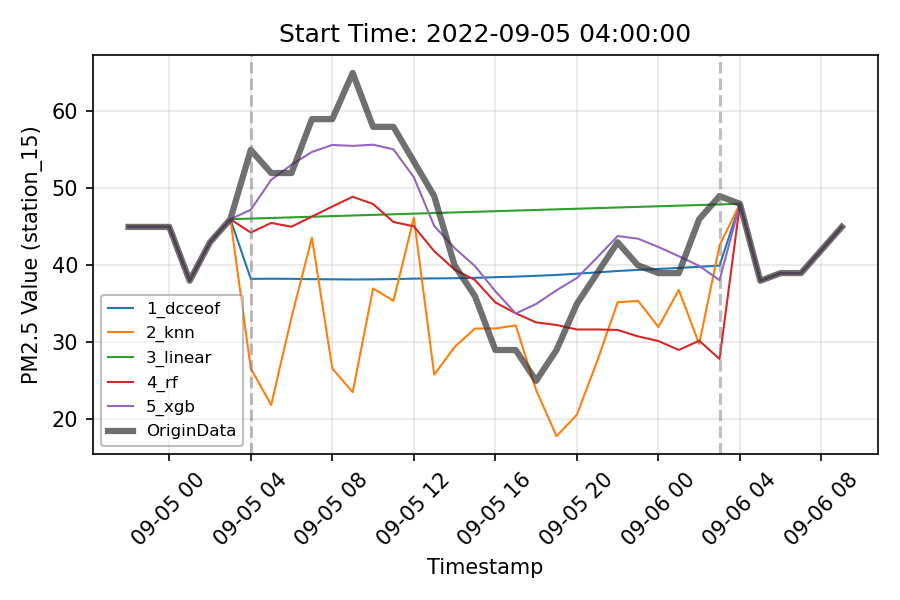 Start Time: 2022-09-05 04:00:00
PM2.5 Value (station_15)
60
50
40
30
20
1_dcceof
2_knn
3_linear
4_rf
5_xgb
OriginData
09-05 00
09-05 04
09-05 08
09-05 12
09-05 16
09-05 20
09-06 00
09-06 04
09-06 08
Timestamp